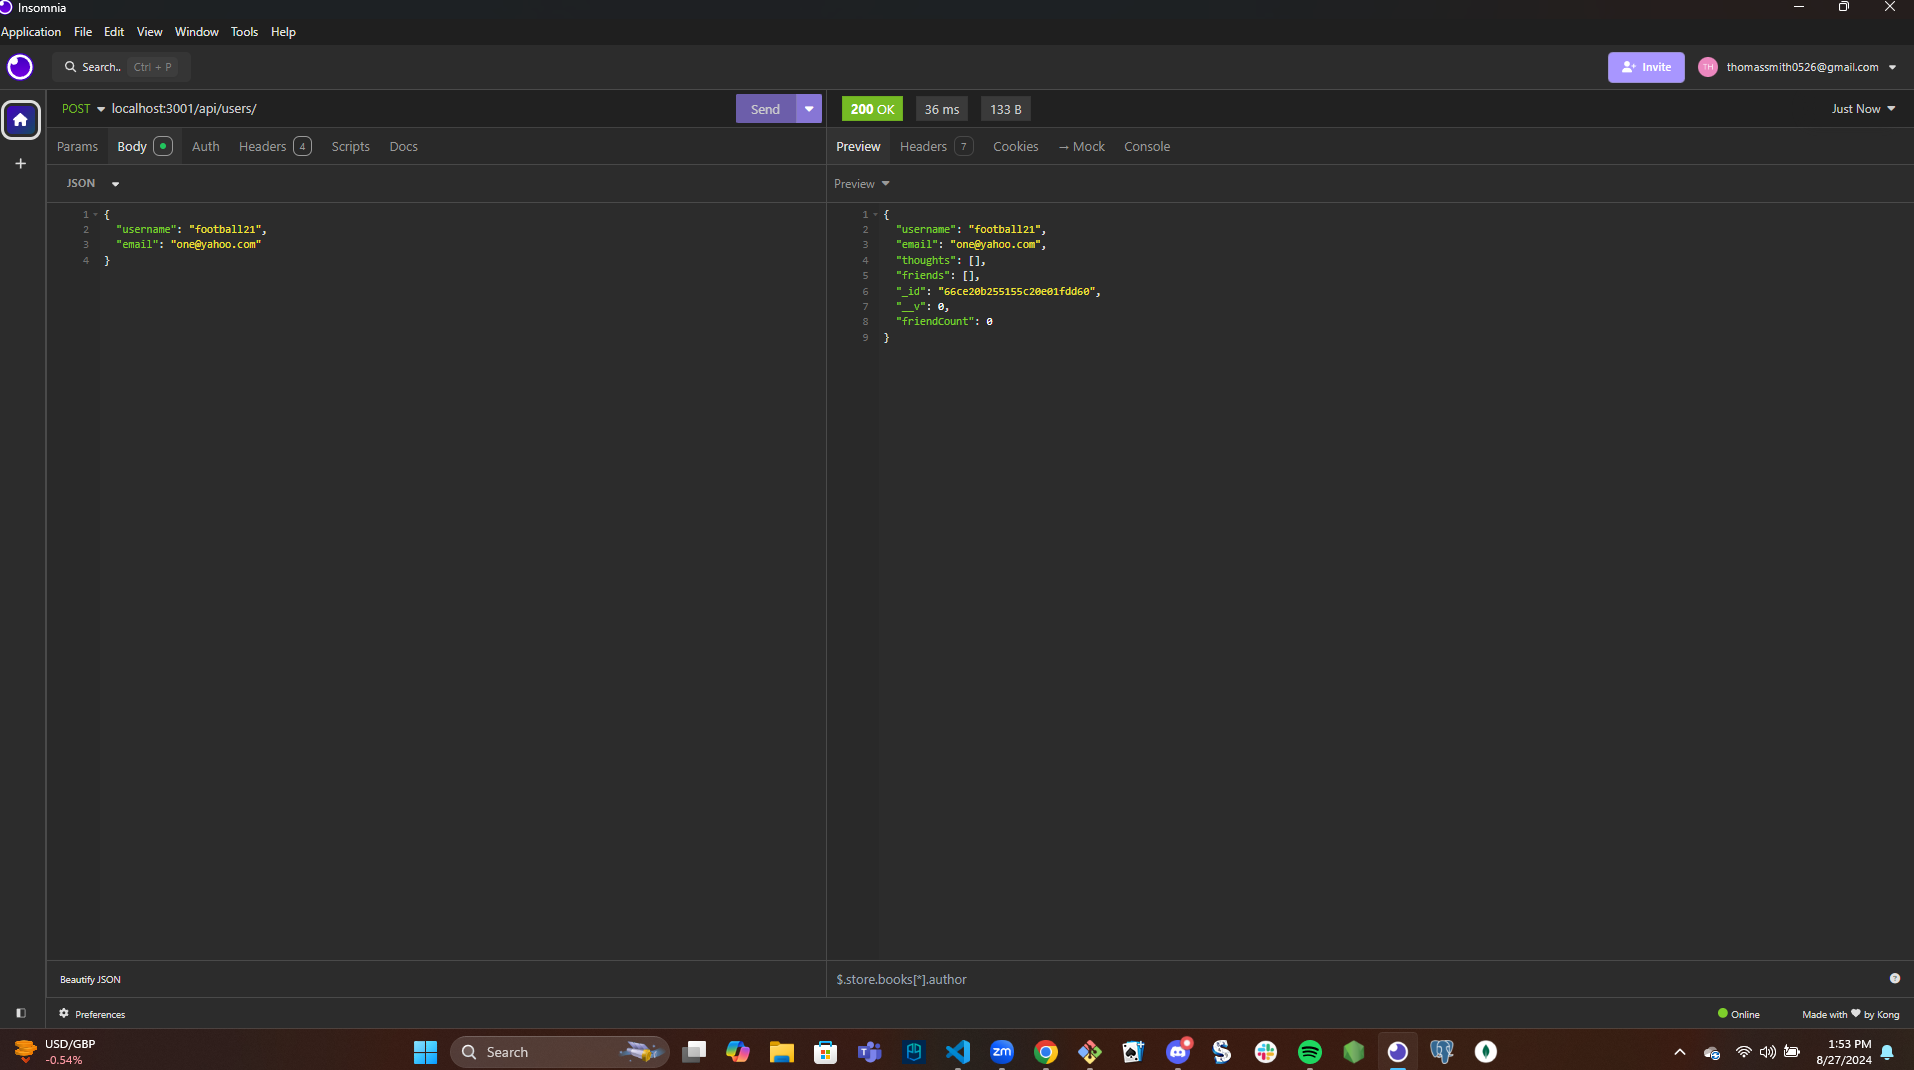 Insomnia
Application File Edit View Window Tools Help
Search.. Ctrl + P
Invite
TH
thomassmith0526@gmail.com
POST localhost:3001/api/users/
Send
200 OK
36 ms
133 B
Just Now
Params Body Auth Headers 4 Scripts Docs
Preview Headers 7 Cookies → Mock Console
JSON
Preview
1 {
2 "username": "football21",
3 "email": "one@yahoo.com"
4 }
1 {
2 "username": "football21",
3 "email": "one@yahoo.com",
4 "thoughts": [],
5 "friends": [],
6 "_id": "66ce20b255155c20e01fdd60",
7 "__v": 0,
8 "friendCount": 0
9 }
Beautify JSON
$.store.books[*].author
Preferences
Online
Made with ♥ by Kong
USD/GBP
-0.54%
Search
zm
1:53 PM
8/27/2024